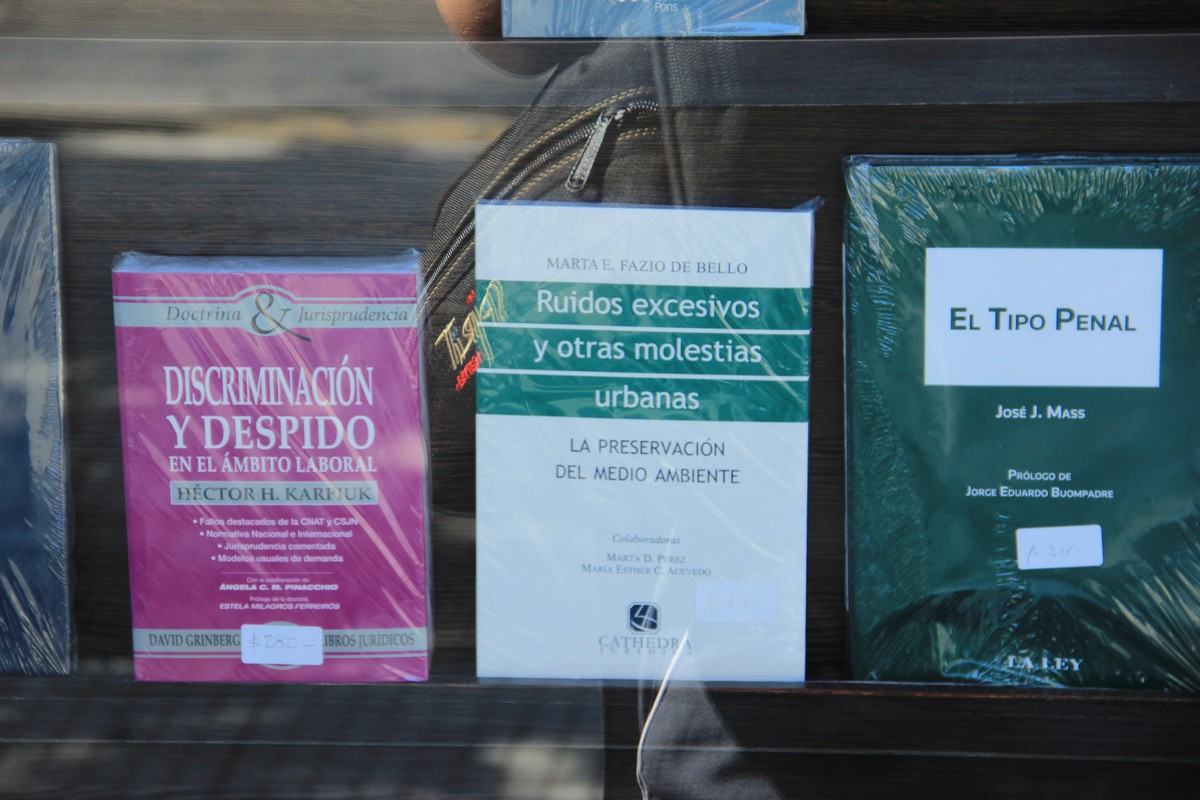 Pons
Doctrina & Jurisprudencia
DISCRIMINACIÓN
Y DESPIDO
EN EL ÁMBITO LABORAL
HÉCTOR H. KARPIUK
• Fallos destacados de la CNAT y CSJN
• Normativa Nacional e Internacional
• Jurisprudencia comentada
• Modelos usuales de demanda
Con la colaboración de
ÁNGELA C. M. PINACCHIO
Prólogo de la doctrina
ESTELA MILAGROS FERREIRÓS
DAVID GRINBERG LIBROS JURÍDICOS
$ 280-
MARTA E. FAZIO DE BELLO
Ruidos excesivos
y otras molestias
urbanas
LA PRESERVACIÓN
DEL MEDIO AMBIENTE
Colaboradoras
MARTA D. PEREZ
MARÍA ESTHER C. ACEVEDO
CATHEDRA
JURÍDICA
EL TIPO PENAL
JOSÉ J. MASS
PRÓLOGO DE
JORGE EDUARDO BUOMPADRE
LA LEY